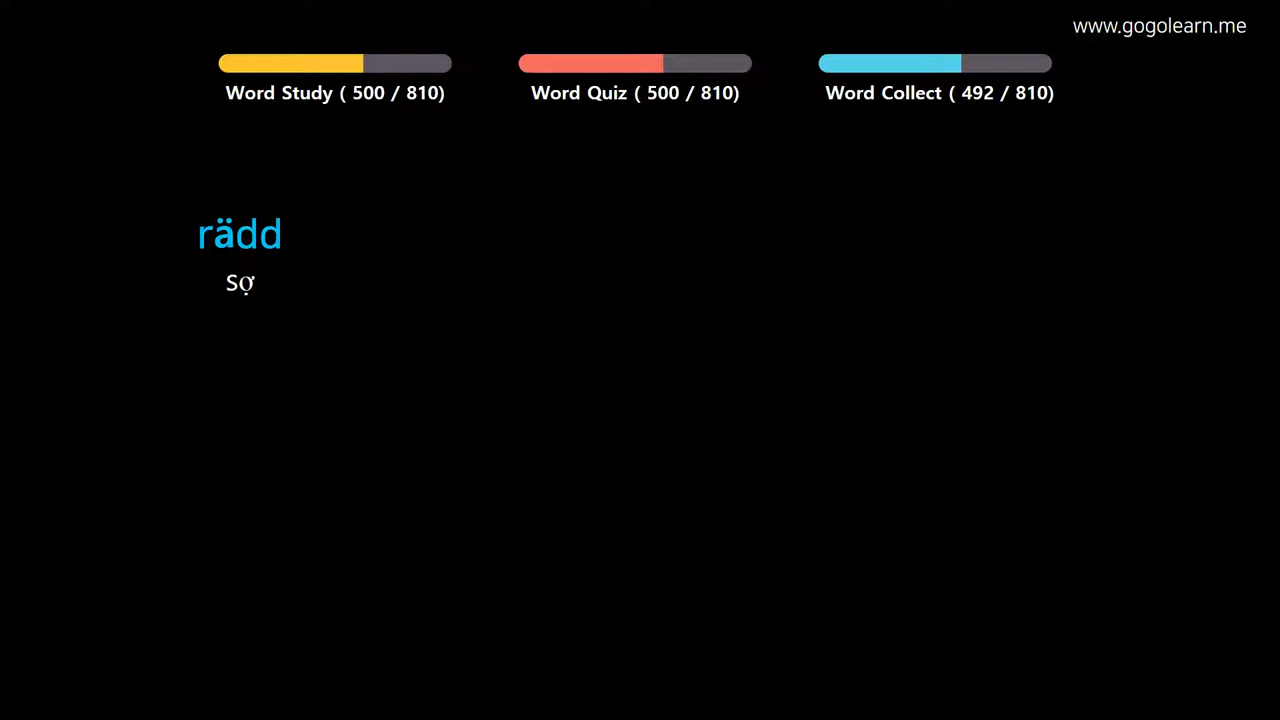 www.gogolearn.me
Word Study ( 500 / 810)
Word Quiz ( 500 / 810)
Word Collect ( 492 / 810)
rädd
sợ